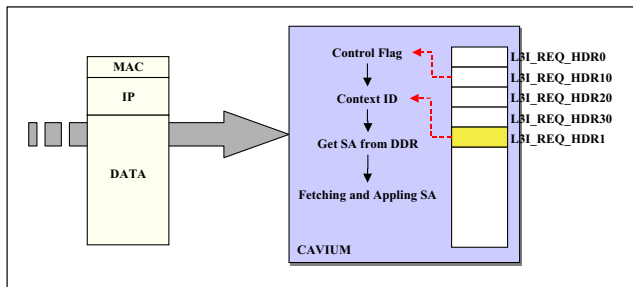 MAC
IP
DATA
Control Flag
Context ID
Get SA from DDR
Fetching and Appling SA
CAVIUM
L3I_REQ_HDR0
L3I_REQ_HDR10
L3I_REQ_HDR20
L3I_REQ_HDR30
L3I_REQ_HDR1